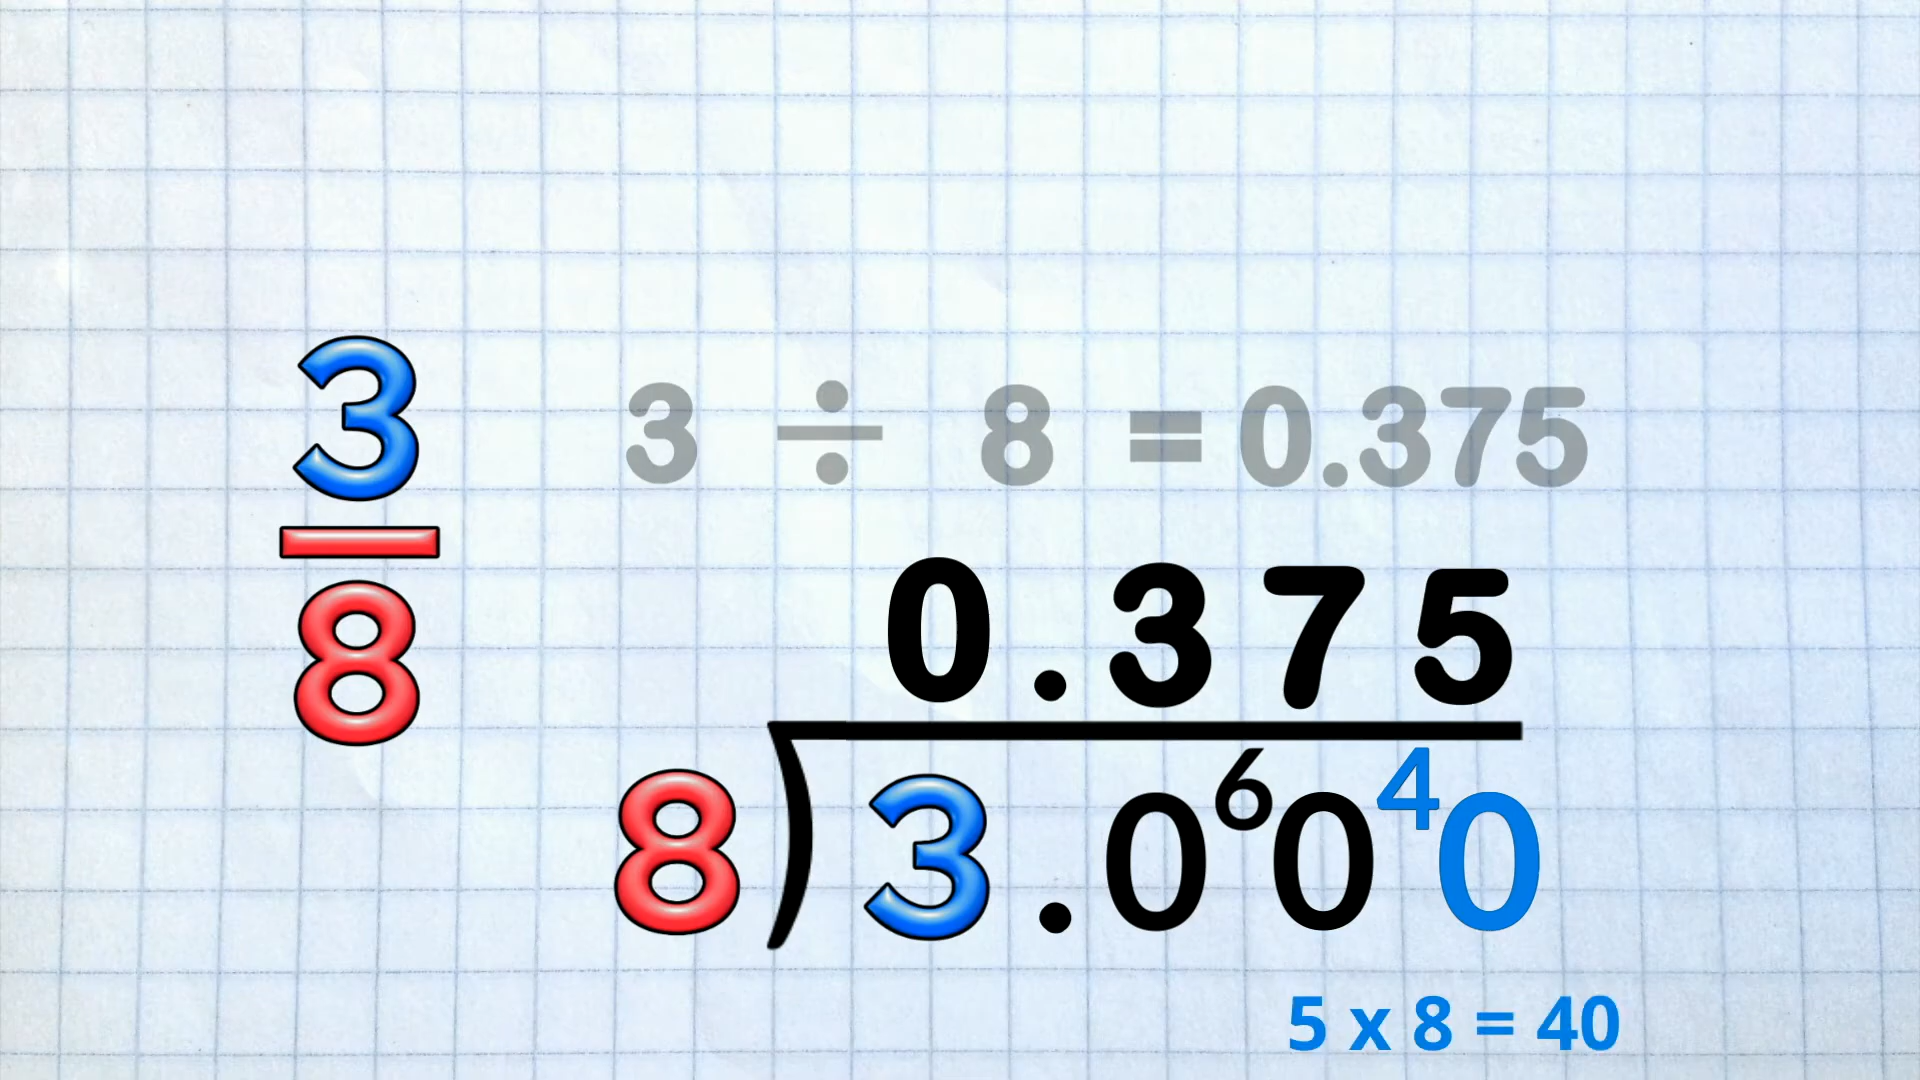 3
8
3 ÷ 8 = 0.375
0.375
8)3.0⁶0⁴0
5 x 8 = 40